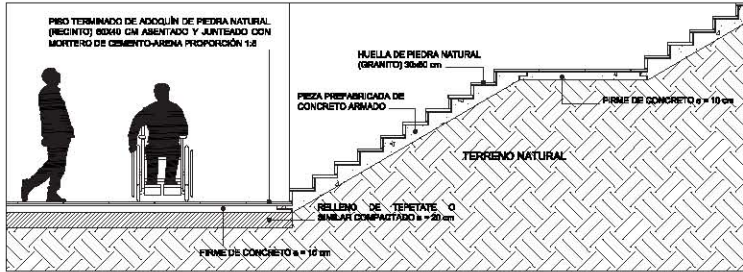 PISO TERMINADO DE ADOQUÍN DE PIEDRA NATURAL
(RECINTO) 60X40 CM ASENTADO Y JUNTEADO CON
MORTERO DE CEMENTO-ARENA PROPORCIÓN 1:5
HUELLA DE PIEDRA NATURAL
(GRANITO) 30x60 cm
PIEZA PREFABRICADA DE
CONCRETO ARMADO
FIRME DE CONCRETO e = 10 cm
TERRENO NATURAL
RELLENO DE TEPETATE O
SIMILAR COMPACTADO e = 20 cm
FIRME DE CONCRETO e = 10 cm